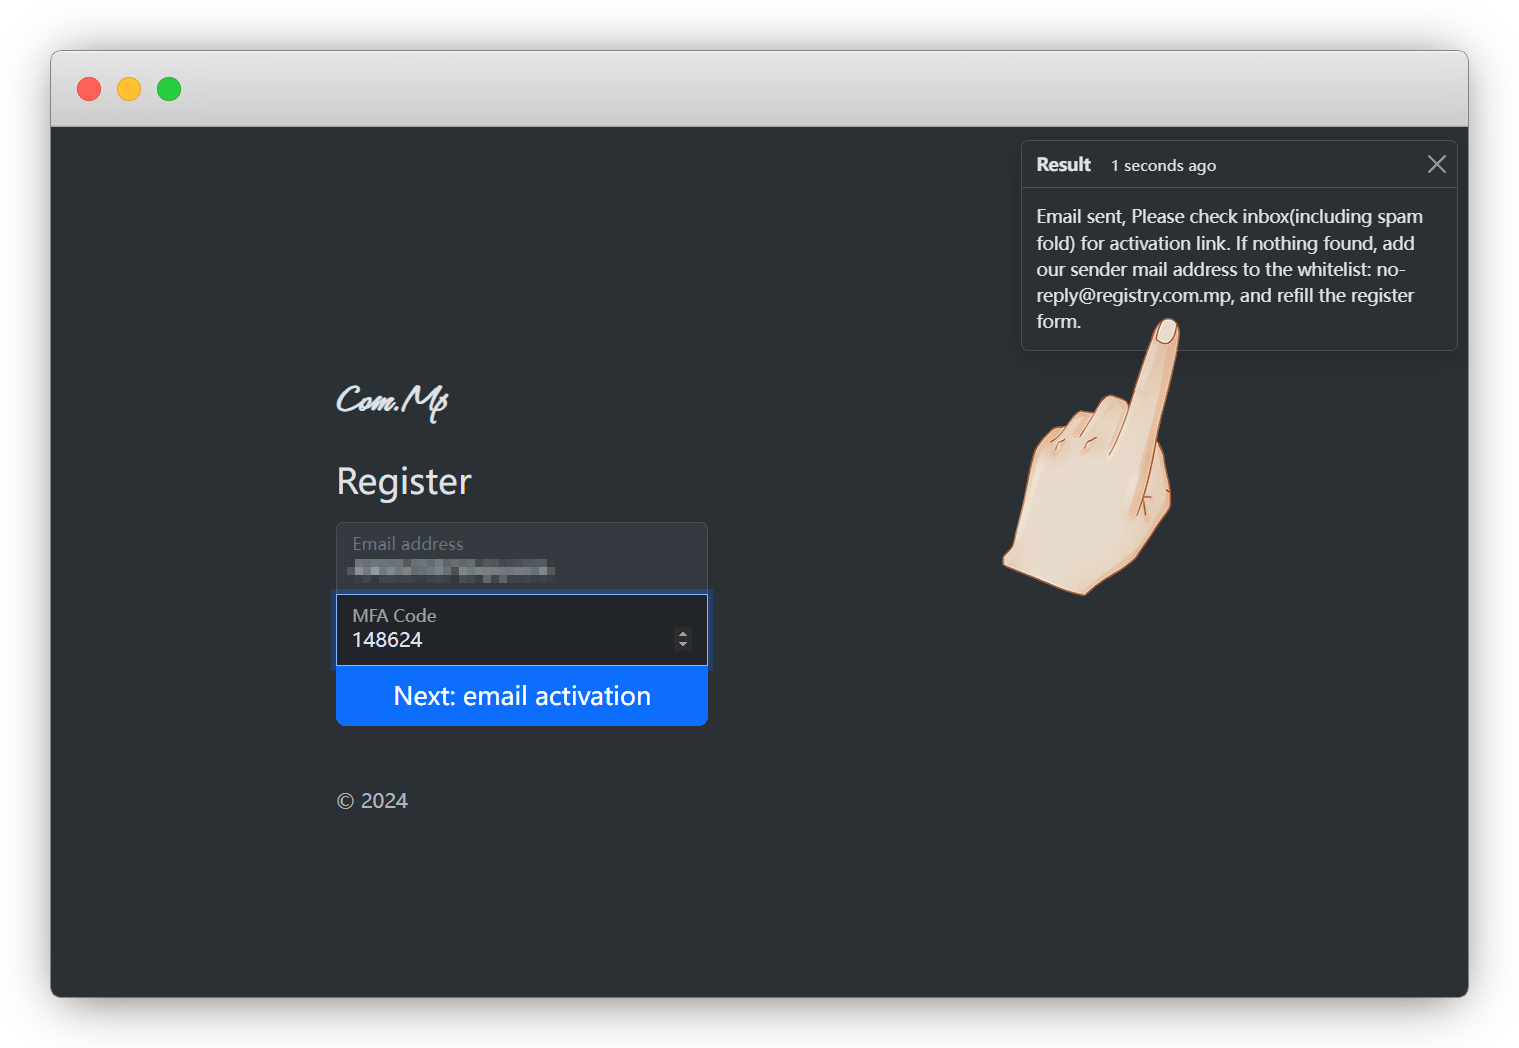 Result 1 seconds ago
Email sent, Please check inbox(including spam
fold) for activation link. If nothing found, add
our sender mail address to the whitelist: no-
reply@registry.com.mp, and refill the register
form.
Com.Mp
Register
Email address
MFA Code
148624
Next: email activation
© 2024